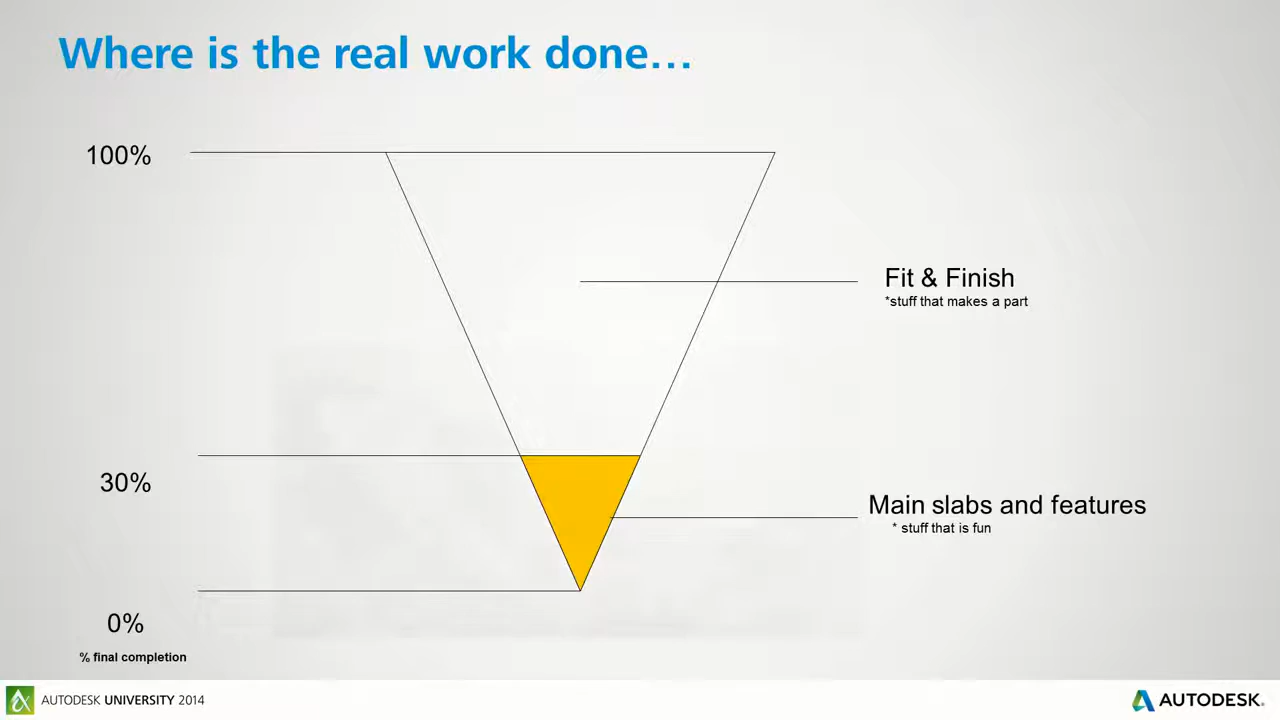 Where is the real work done…
100%
Fit & Finish
*stuff that makes a part
30%
Main slabs and features
* stuff that is fun
0%
% final completion
AUTODESK UNIVERSITY 2014
AUTODESK.